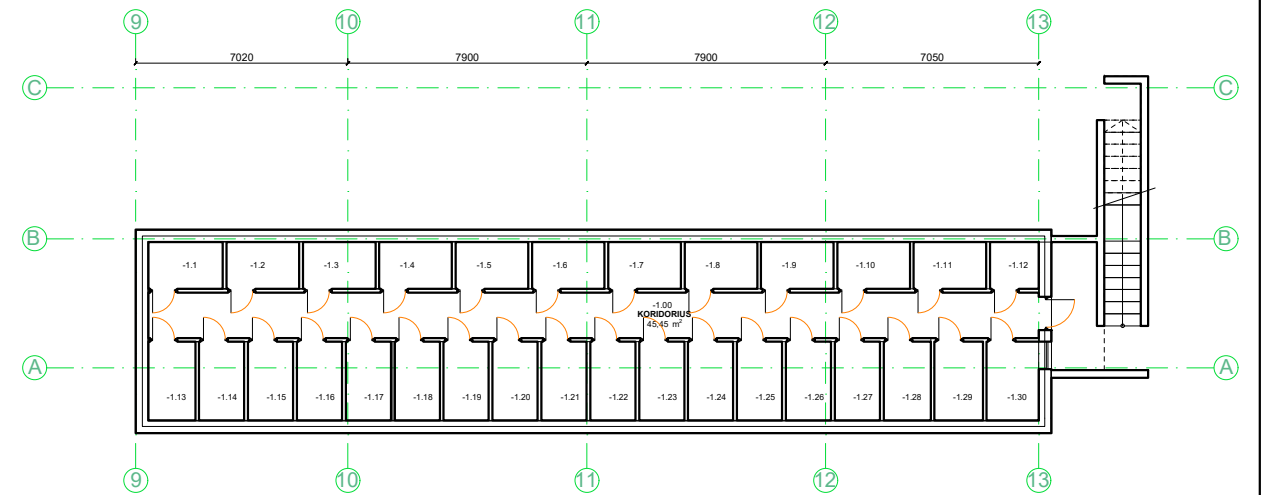 9 10 11 12 13
7020 7900 7900 7050
C C
B B
-1.1 -1.2 -1.3 -1.4 -1.5 -1.6 -1.7 -1.8 -1.9 -1.10 -1.11 -1.12
-1.00
KORIDORIUS
45,45 m²
A A
-1.13 -1.14 -1.15 -1.16 -1.17 -1.18 -1.19 -1.20 -1.21 -1.22 -1.23 -1.24 -1.25 -1.26 -1.27 -1.28 -1.29 -1.30
9 10 11 12 13